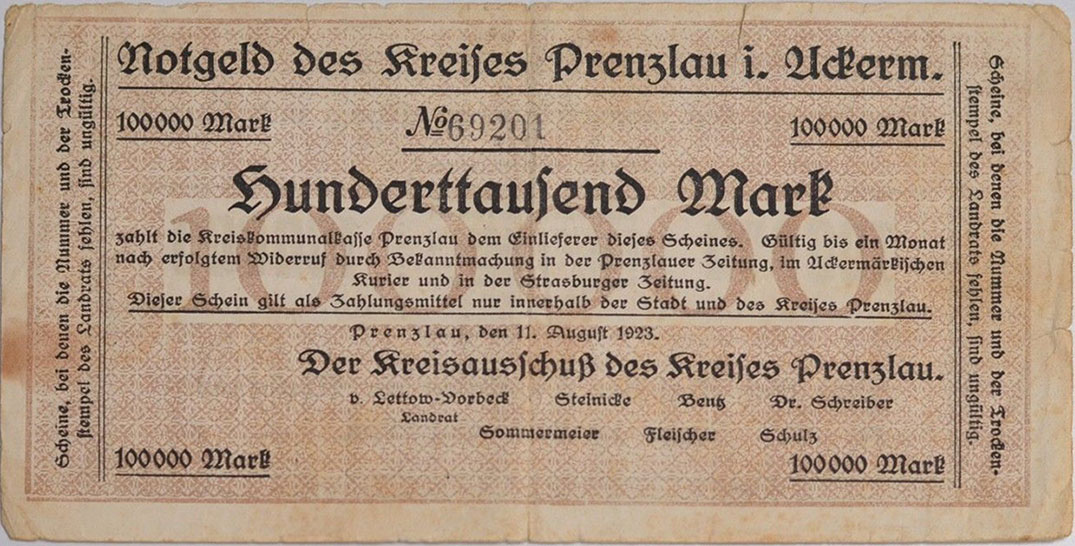 Notgeld des Kreises Prenzlau i. Uckerm.
100000 Mark
№69201
100000 Mark
Hunderttausend Mark
100000
zahlt die Kreiskommunalkasse Prenzlau dem Einlieferer dieses Scheines. Gültig bis ein Monat
nach erfolgtem Widerruf durch Bekanntmachung in der Prenzlauer Zeitung, im Uckermärkischen
Kurier und in der Strasburger Zeitung.
Dieser Schein gilt als Zahlungsmittel nur innerhalb der Stadt und des Kreises Prenzlau.
Prenzlau, den 11. August 1923.
Der Kreisausschuß des Kreises Prenzlau.
v. Lettow-Vorbeck Stelnicke Bentz Dr. Schreiber
Landrat
Sommermeier Fleischer Schulz
100000 Mark
100000 Mark
Scheine, bei denen die Nummer und der Trocken-
stempel des Landrats fehlen, sind ungültig.
Scheine, bei denen die Nummer und der Trocken-
stempel des Landrats fehlen, sind ungültig.